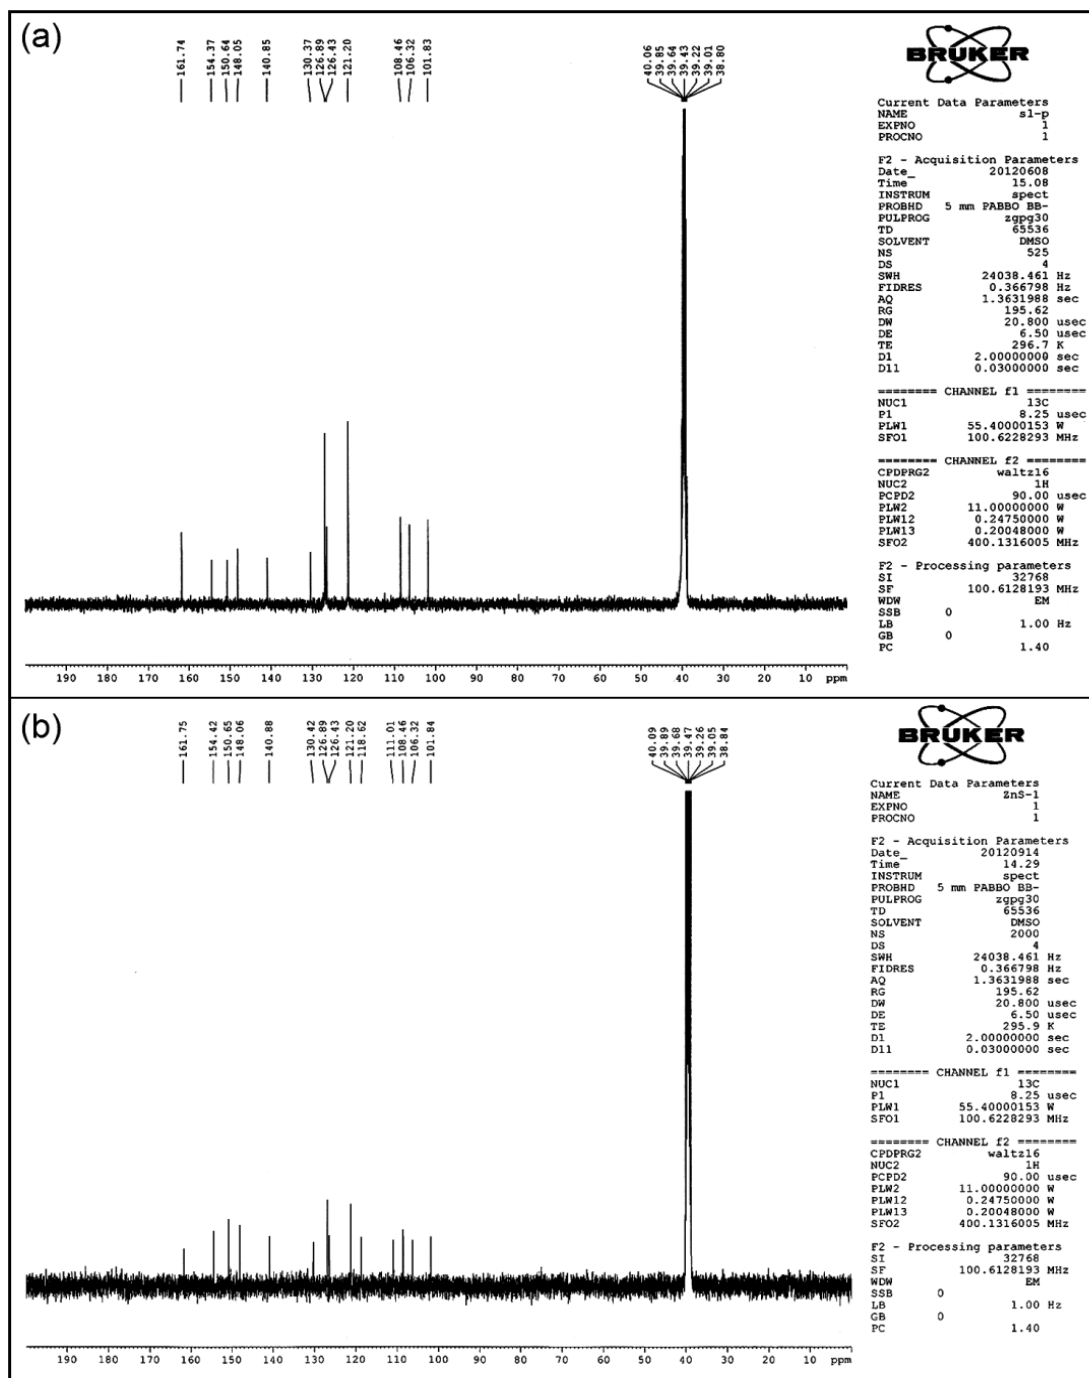 (a)
161.74
154.37
150.64
148.05
140.85
130.37
126.89
126.43
121.20
108.46
106.32
101.83
40.06
39.85
39.64
39.43
39.22
39.01
38.80
BRUKER
Current Data Parameters
NAME s1-p
EXPNO 1
PROCNO 1
F2 - Acquisition Parameters
Date_ 20120608
Time 15.08
INSTRUM spect
PROBHD 5 mm PABBO BB-
PULPROG zgpg30
TD 65536
SOLVENT DMSO
NS 525
DS 4
SWH 24038.461 Hz
FIDRES 0.366798 Hz
AQ 1.3631988 sec
RG 195.62
DW 20.800 usec
DE 6.50 usec
TE 296.7 K
D1 2.00000000 sec
D11 0.03000000 sec
======== CHANNEL f1 ========
NUC1 13C
P1 8.25 usec
PLW1 55.40000153 W
SFO1 100.6228293 MHz
======== CHANNEL f2 ========
CPDPRG2 waltz16
NUC2 1H
PCPD2 90.00 usec
PLW2 11.00000000 W
PLW12 0.24750000 W
PLW13 0.20048000 W
SFO2 400.1316005 MHz
F2 - Processing parameters
SI 32768
SF 100.6128193 MHz
WDW EM
SSB 0
LB 1.00 Hz
GB 0
PC 1.40
190 180 170 160 150 140 130 120 110 100 90 80 70 60 50 40 30 20 10 ppm
(b)
161.75
154.42
150.65
148.06
140.88
130.42
126.89
126.43
121.20
118.62
111.01
108.46
106.32
101.84
40.09
39.89
39.68
39.47
39.26
39.05
38.84
BRUKER
Current Data Parameters
NAME ZnS-1
EXPNO 1
PROCNO 1
F2 - Acquisition Parameters
Date_ 20120914
Time 14.29
INSTRUM spect
PROBHD 5 mm PABBO BB-
PULPROG zgpg30
TD 65536
SOLVENT DMSO
NS 2000
DS 4
SWH 24038.461 Hz
FIDRES 0.366798 Hz
AQ 1.3631988 sec
RG 195.62
DW 20.800 usec
DE 6.50 usec
TE 295.9 K
D1 2.00000000 sec
D11 0.03000000 sec
======== CHANNEL f1 ========
NUC1 13C
P1 8.25 usec
PLW1 55.40000153 W
SFO1 100.6228293 MHz
======== CHANNEL f2 ========
CPDPRG2 waltz16
NUC2 1H
PCPD2 90.00 usec
PLW2 11.00000000 W
PLW12 0.24750000 W
PLW13 0.20048000 W
SFO2 400.1316005 MHz
F2 - Processing parameters
SI 32768
SF 100.6128193 MHz
WDW EM
SSB 0
LB 1.00 Hz
GB 0
PC 1.40
190 180 170 160 150 140 130 120 110 100 90 80 70 60 50 40 30 20 10 ppm